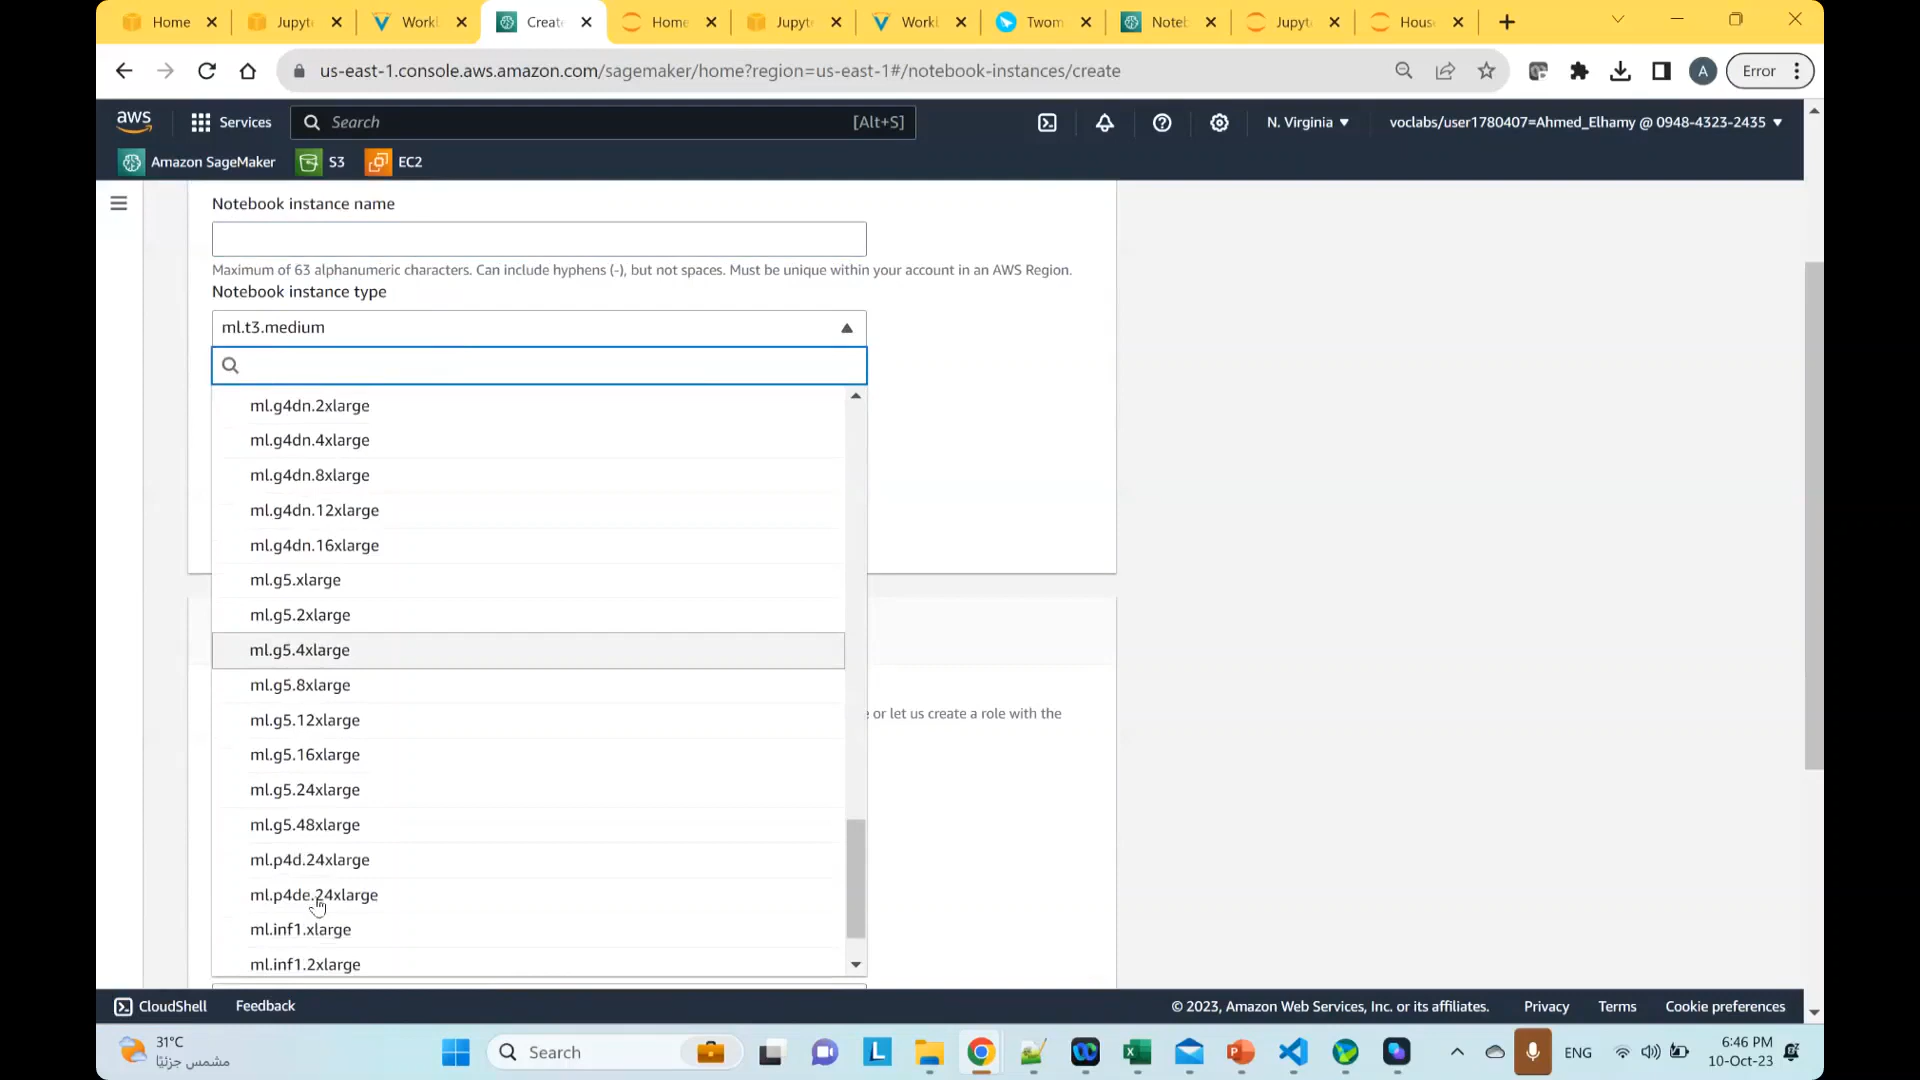 Home
Jupyt
Workl
Create
Home
Jupyt
Workl
Twom
Noteb
Jupyt
Hous
us-east-1.console.aws.amazon.com/sagemaker/home?region=us-east-1#/notebook-instances/create
A
Error
aws
Services
Search
[Alt+S]
N. Virginia
voclabs/user1780407=Ahmed_Elhamy @ 0948-4323-2435
Amazon SageMaker
S3
EC2
Notebook instance name
Maximum of 63 alphanumeric characters. Can include hyphens (-), but not spaces. Must be unique within your account in an AWS Region.
Notebook instance type
ml.t3.medium
ml.g4dn.2xlarge
ml.g4dn.4xlarge
ml.g4dn.8xlarge
ml.g4dn.12xlarge
ml.g4dn.16xlarge
ml.g5.xlarge
ml.g5.2xlarge
ml.g5.4xlarge
ml.g5.8xlarge
or let us create a role with the
ml.g5.12xlarge
ml.g5.16xlarge
ml.g5.24xlarge
ml.g5.48xlarge
ml.p4d.24xlarge
ml.p4de.24xlarge
ml.inf1.xlarge
ml.inf1.2xlarge
CloudShell
Feedback
© 2023, Amazon Web Services, Inc. or its affiliates.
Privacy
Terms
Cookie preferences
31°C
مشمس جزئيًا
Search
ENG
6:46 PM
10-Oct-23